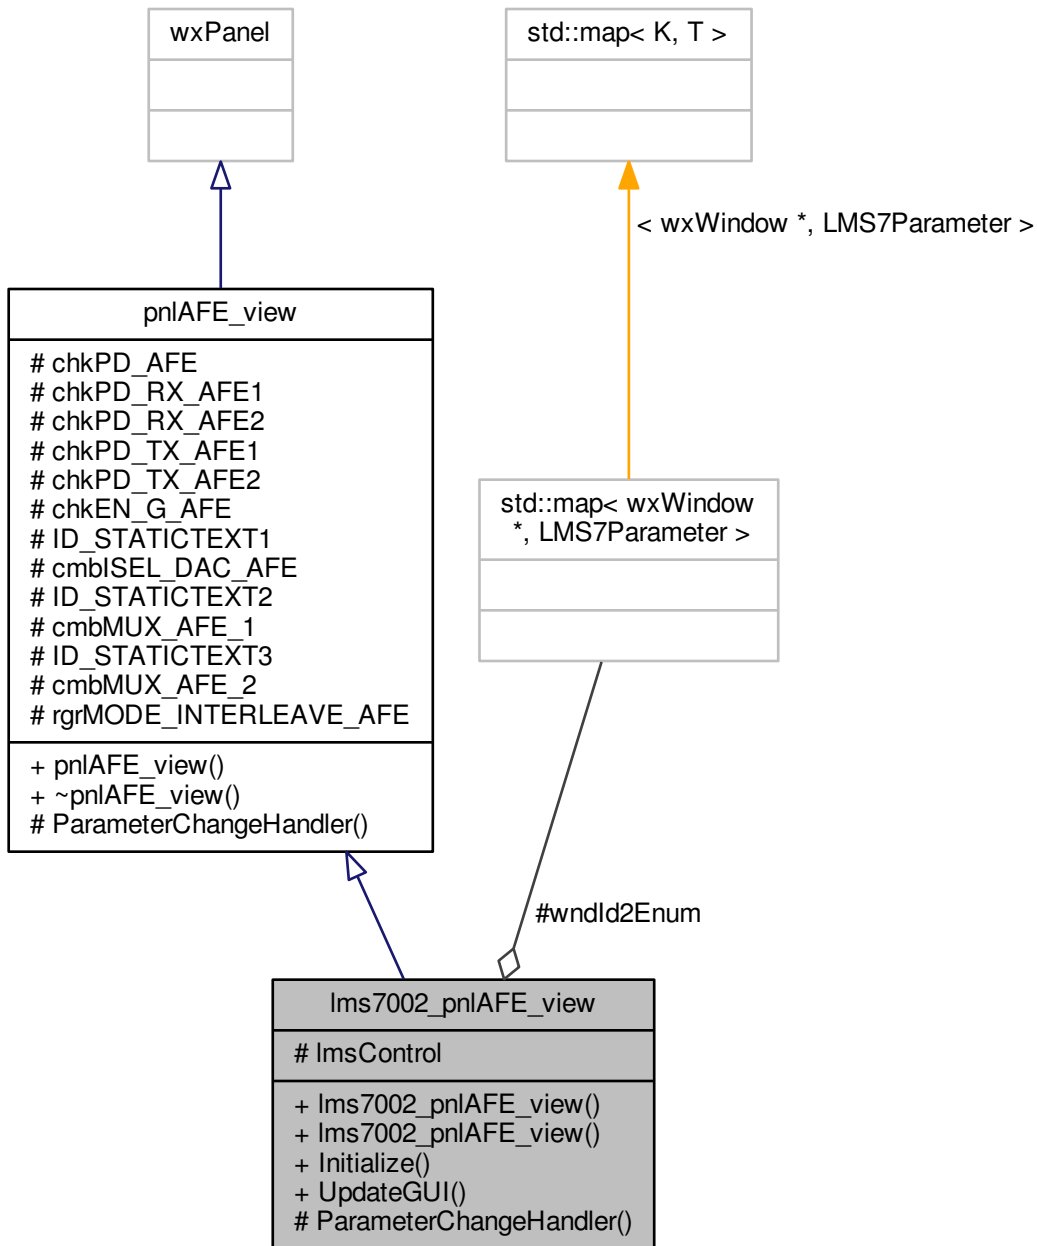 wxPanel
std::map< K, T >
< wxWindow *, LMS7Parameter >
pnlAFE_view
# chkPD_AFE
# chkPD_RX_AFE1
# chkPD_RX_AFE2
# chkPD_TX_AFE1
# chkPD_TX_AFE2
# chkEN_G_AFE
# ID_STATICTEXT1
# cmbISEL_DAC_AFE
# ID_STATICTEXT2
# cmbMUX_AFE_1
# ID_STATICTEXT3
# cmbMUX_AFE_2
# rgrMODE_INTERLEAVE_AFE
+ pnlAFE_view()
+ ~pnlAFE_view()
# ParameterChangeHandler()
std::map< wxWindow
*, LMS7Parameter >
#wndId2Enum
lms7002_pnlAFE_view
# lmsControl
+ lms7002_pnlAFE_view()
+ lms7002_pnlAFE_view()
+ Initialize()
+ UpdateGUI()
# ParameterChangeHandler()